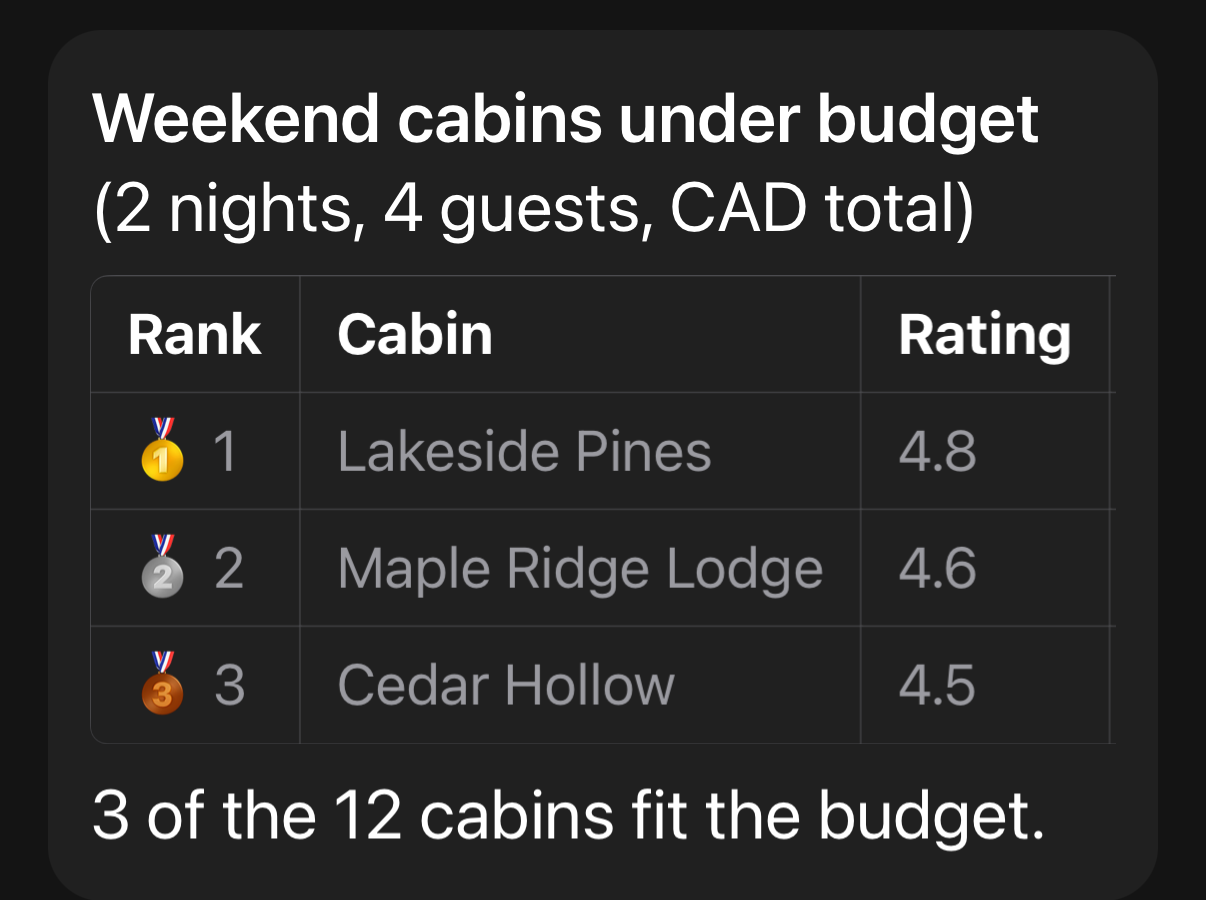 Weekend cabins under budget
(2 nights, 4 guests, CAD total)
Rank Cabin Rating
🥇 1 Lakeside Pines 4.8
🥈 2 Maple Ridge Lodge 4.6
🥉 3 Cedar Hollow 4.5
3 of the 12 cabins fit the budget.